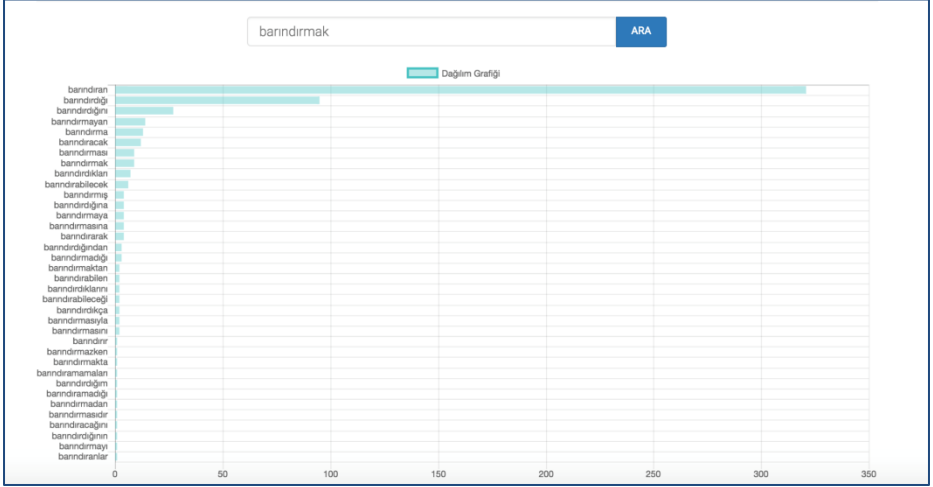 barındırmak
ARA
Dağılım Grafiği
barındıran
barındırdığı
barındırdığını
barındırmayan
barındırma
barındıracak
barındırması
barındırmak
barındırdıkları
barındırabilecek
barındırmış
barındırdığına
barındırmaya
barındırmasına
barındırarak
barındırdığından
barındırmadığı
barındırmaktan
barındırabilen
barındırdıklarını
barındırabileceği
barındırdıkça
barındırmasıyla
barındırmasını
barındırır
barındırmazken
barındırmakta
barındıramamaları
barındırdığım
barındıramadığı
barındırmadan
barındırmasıdır
barındıracağını
barındırdığının
barındırmayı
barındıranlar
0 50 100 150 200 250 300 350